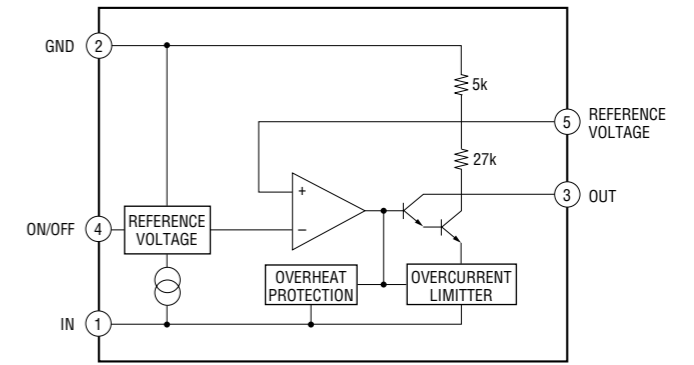 GND 2
5k
5 REFERENCE
VOLTAGE
27k
+
3 OUT
ON/OFF 4
REFERENCE
VOLTAGE
−
OVERHEAT
PROTECTION
OVERCURRENT
LIMITTER
IN 1